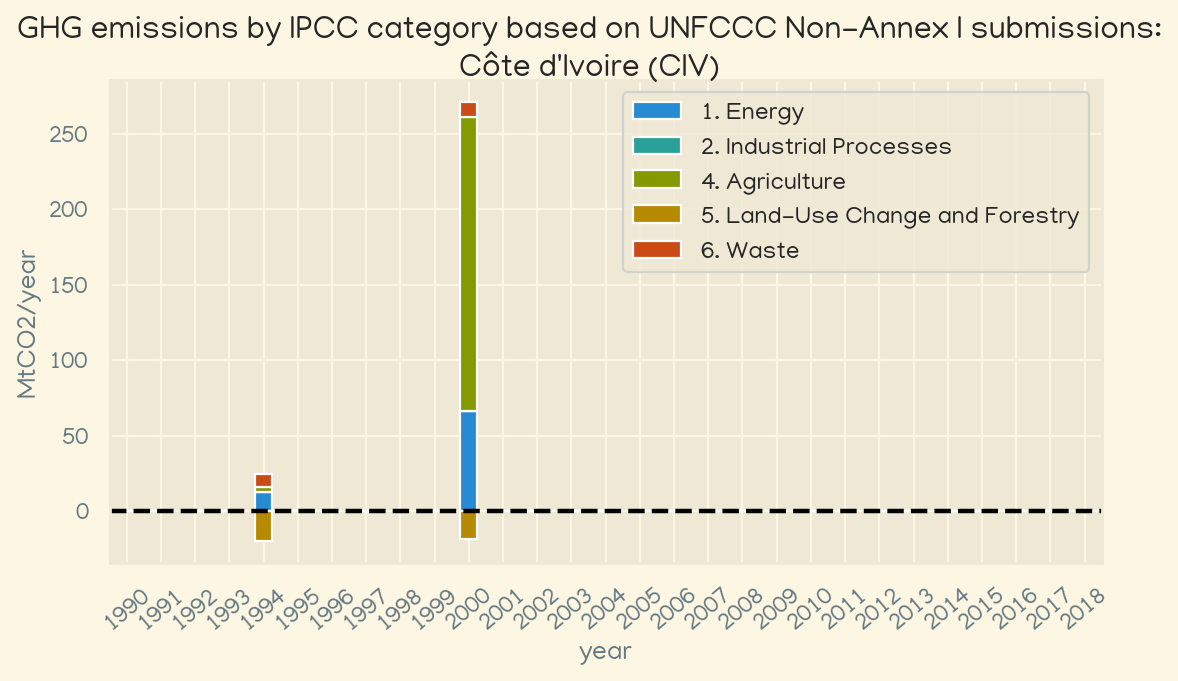 GHG emissions by IPCC category based on UNFCCC Non-Annex I submissions:
Côte d'Ivoire (CIV)
1. Energy
2. Industrial Processes
4. Agriculture
5. Land-Use Change and Forestry
6. Waste
MtCO2/year
250
200
150
100
50
0
1990 1991 1992 1993 1994 1995 1996 1997 1998 1999 2000 2001 2002 2003 2004 2005 2006 2007 2008 2009 2010 2011 2012 2013 2014 2015 2016 2017 2018
year